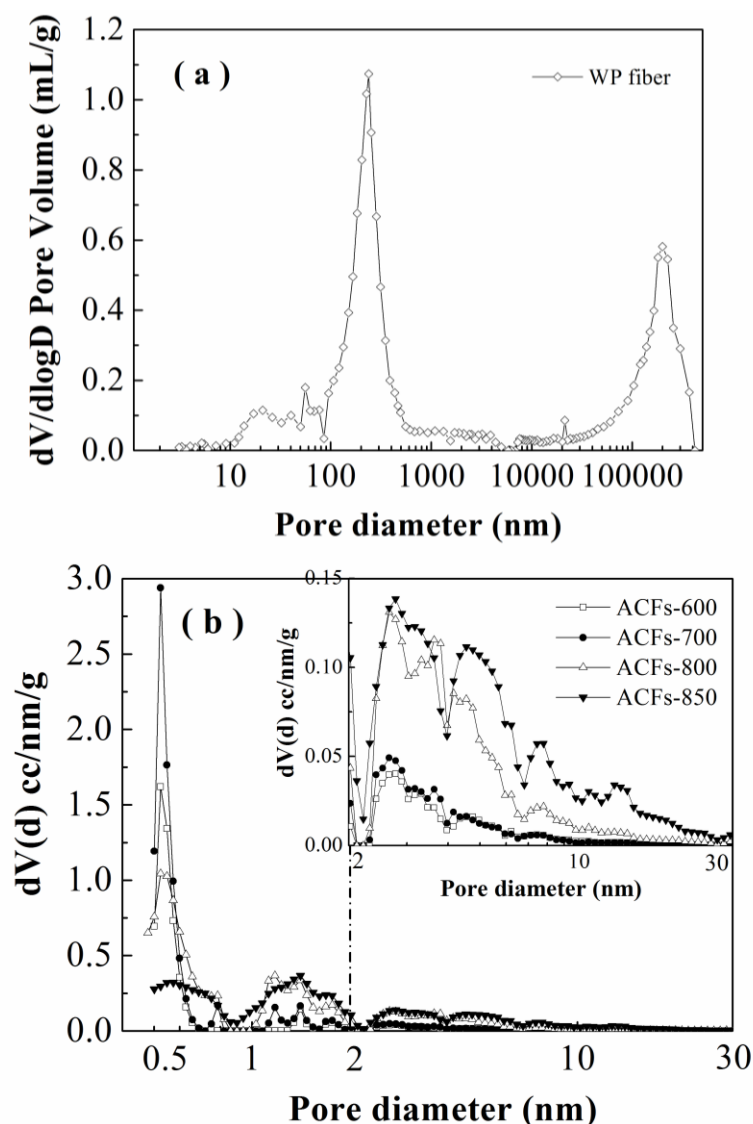 ( a )
WP fiber
dV/dlogD Pore Volume (mL/g)
1.2
1.0
0.8
0.6
0.4
0.2
0.0
10 100 1000 10000 100000
Pore diameter (nm)
( b )
dV(d) cc/nm/g
3.0
2.5
2.0
1.5
1.0
0.5
0.0
0.5 1 2 10 30
Pore diameter (nm)
dV(d) cc/nm/g
0.15
0.10
0.05
0.00
2 10 30
Pore diameter (nm)
ACFs-600
ACFs-700
ACFs-800
ACFs-850